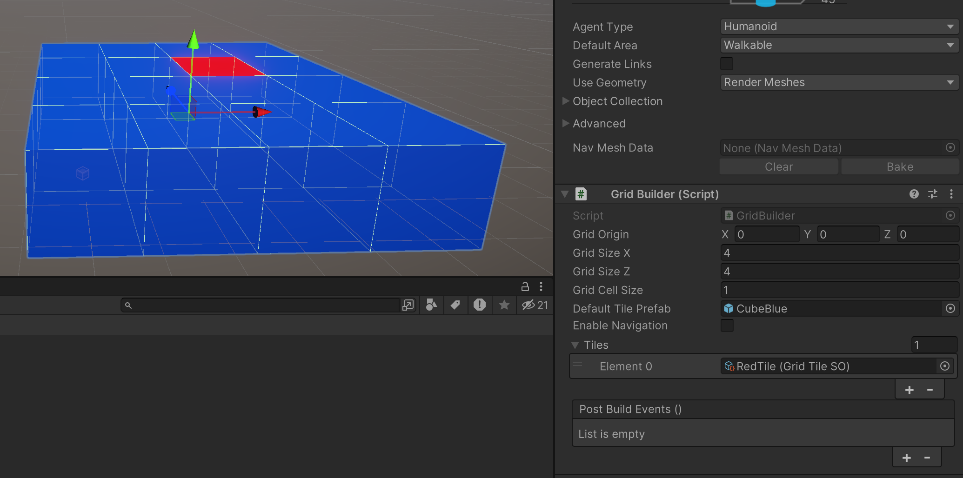 Agent Type Humanoid
Default Area Walkable
Generate Links
Use Geometry Render Meshes
Object Collection
Advanced
Nav Mesh Data None (Nav Mesh Data)
Clear Bake
# Grid Builder (Script)
Script # GridBuilder
Grid Origin X 0 Y 0 Z 0
Grid Size X 4
Grid Size Z 4
Grid Cell Size 1
Default Tile Prefab CubeBlue
Enable Navigation
Tiles 1
Element 0 RedTile (Grid Tile SO)
+ -
Post Build Events ()
List is empty
+ -
21